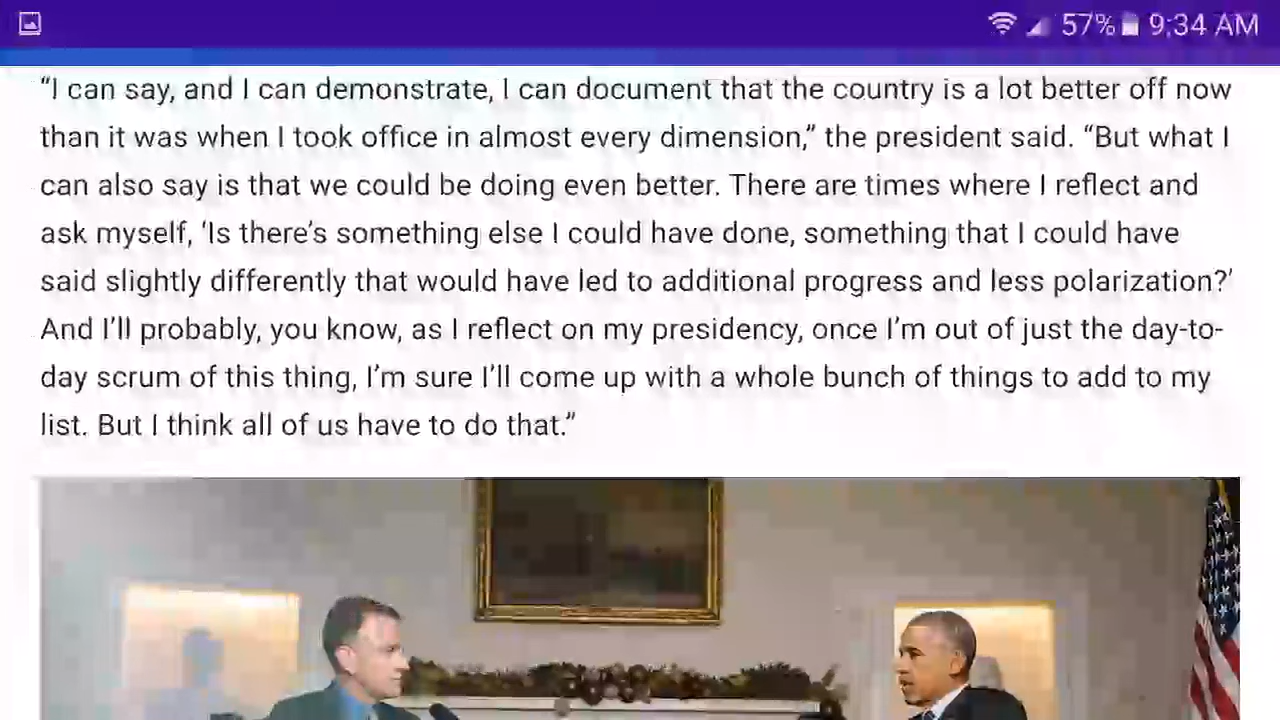 57% 9:34 AM
“I can say, and I can demonstrate, I can document that the country is a lot better off now
than it was when I took office in almost every dimension,” the president said. “But what I
can also say is that we could be doing even better. There are times where I reflect and
ask myself, ‘Is there’s something else I could have done, something that I could have
said slightly differently that would have led to additional progress and less polarization?’
And I’ll probably, you know, as I reflect on my presidency, once I’m out of just the day-to-
day scrum of this thing, I’m sure I’ll come up with a whole bunch of things to add to my
list. But I think all of us have to do that.”